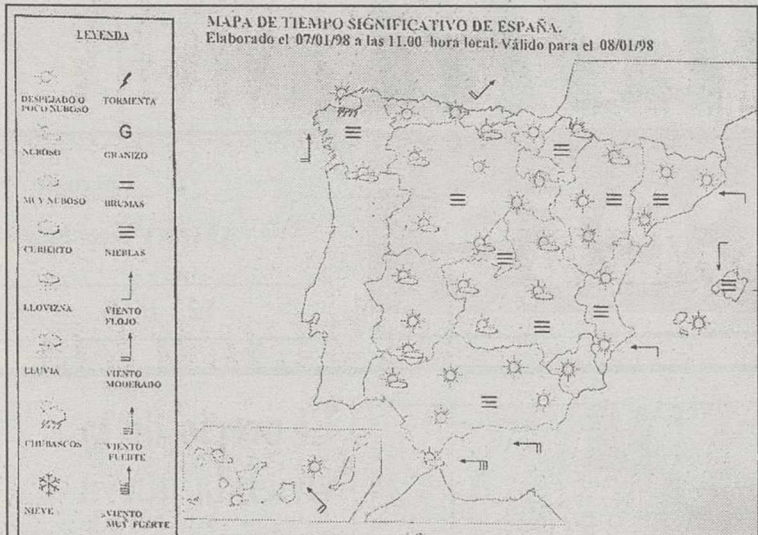 MAPA DE TIEMPO SIGNIFICATIVO DE ESPAÑA.
Elaborado el 07/01/98 a las 11.00 hora local. Válido para el 08/01/98
LEYENDA
DESPEJADO O
POCO NUBOSO
TORMENTA
NUBOSO
G
GRANIZO
MUY NUBOSO
BRUMAS
CUBIERTO
NIEBLAS
LLOVIZNA
VIENTO
FLOJO
LLUVIA
VIENTO
MODERADO
CHUBASCOS
VIENTO
FUERTE
NIEVE
VIENTO
MUY FUERTE